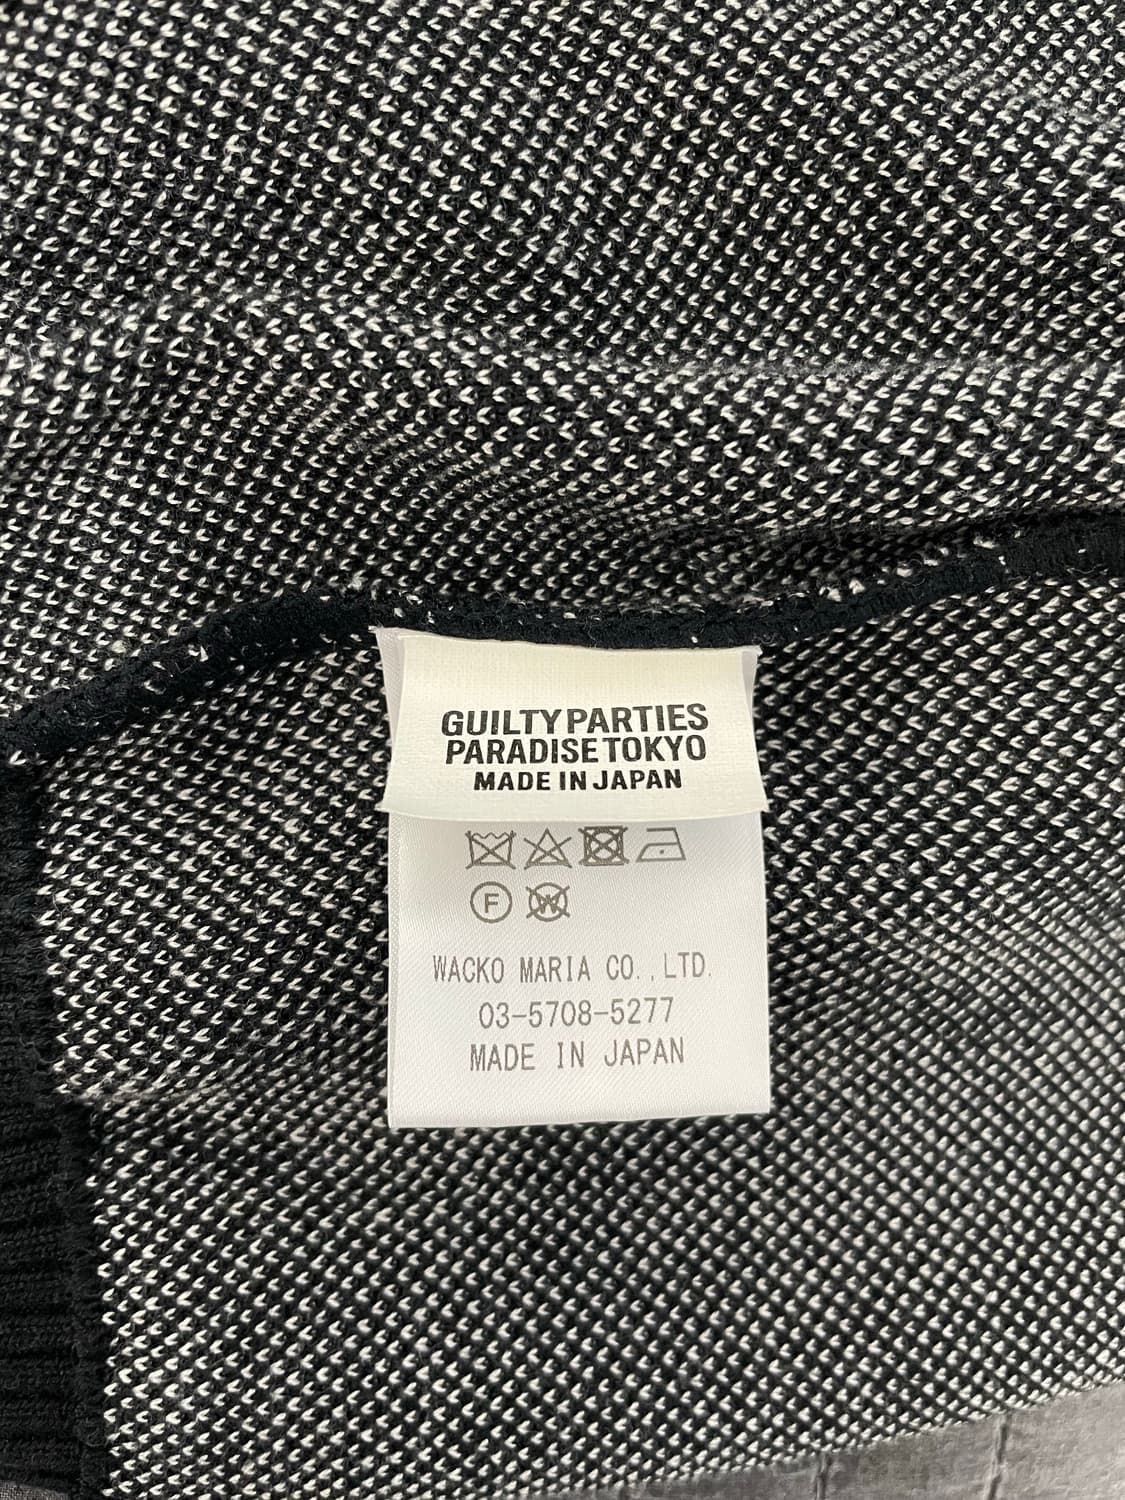 GUILTY PARTIES
PARADISE TOKYO
MADE IN JAPAN
F W
WACKO MARIA CO.,LTD.
03-5708-5277
MADE IN JAPAN